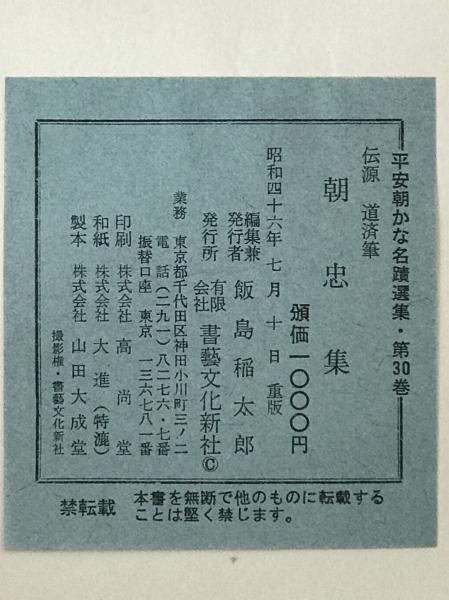 平安朝かな名蹟選集・第30巻
伝源 道済筆
朝忠集
頒価一〇〇〇円
昭和四十六年 七月 十日 重版
編集兼発行者 飯島稲太郎
発行所 有限会社 書藝文化新社 ©
業務 東京都千代田区神田小川町三ノ二
電話(二九一)八二七六・七番
振替口座 東京 一三六七八一番
印刷 株式会社 高尚堂
和紙 株式会社 大進(特漉)
製本 株式会社 山田大成堂
撮影権・書藝文化新社
禁転載
本書を無断で他のものに転載する
ことは堅く禁じます。